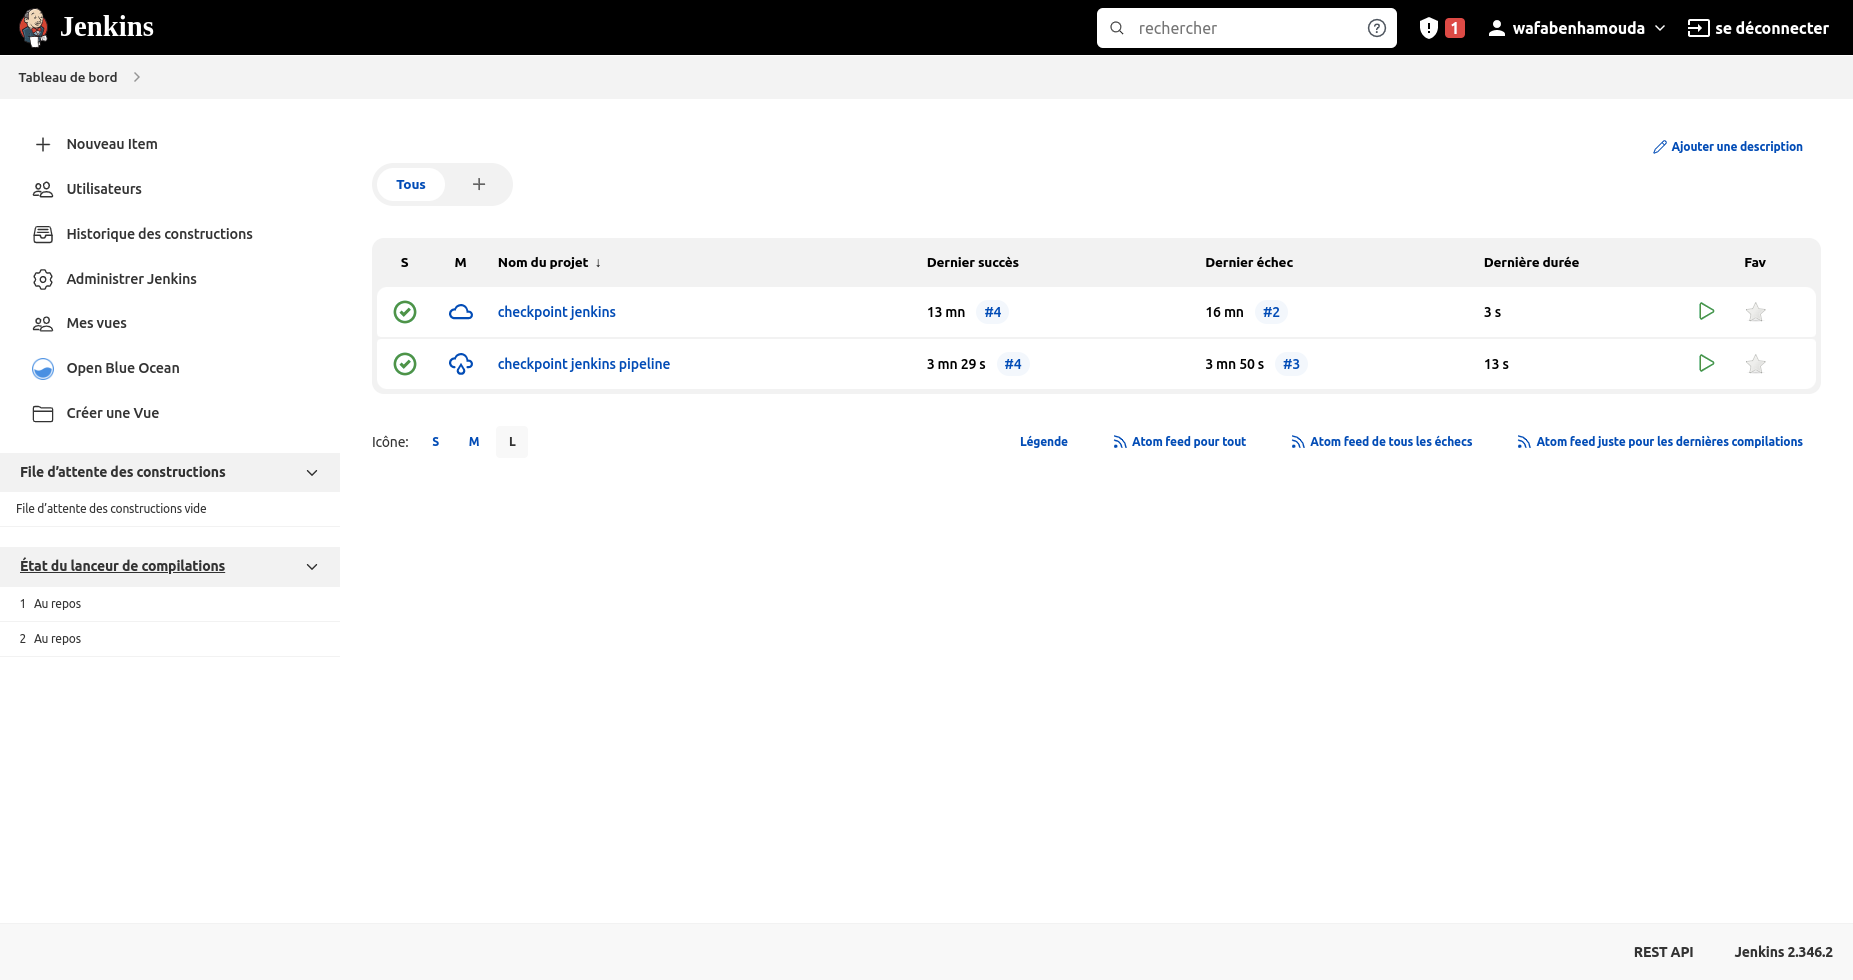 Jenkins
rechercher
1
wafabenhamouda
se déconnecter
Tableau de bord
Nouveau Item
Utilisateurs
Historique des constructions
Administrer Jenkins
Mes vues
Open Blue Ocean
Créer une Vue
File d’attente des constructions
File d’attente des constructions vide
État du lanceur de compilations
1 Au repos
2 Au repos
Ajouter une description
Tous
S M Nom du projet ↓ Dernier succès Dernier échec Dernière durée Fav
checkpoint jenkins 13 mn #4 16 mn #2 3 s
checkpoint jenkins pipeline 3 mn 29 s #4 3 mn 50 s #3 13 s
Icône: S M L
Légende Atom feed pour tout Atom feed de tous les échecs Atom feed juste pour les dernières compilations
REST API Jenkins 2.346.2